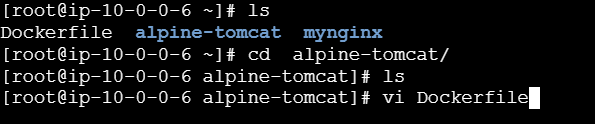 [root@ip-10-0-0-6 ~]# ls
Dockerfile  alpine-tomcat  mynginx
[root@ip-10-0-0-6 ~]# cd  alpine-tomcat/
[root@ip-10-0-0-6 alpine-tomcat]# ls
[root@ip-10-0-0-6 alpine-tomcat]# vi Dockerfile